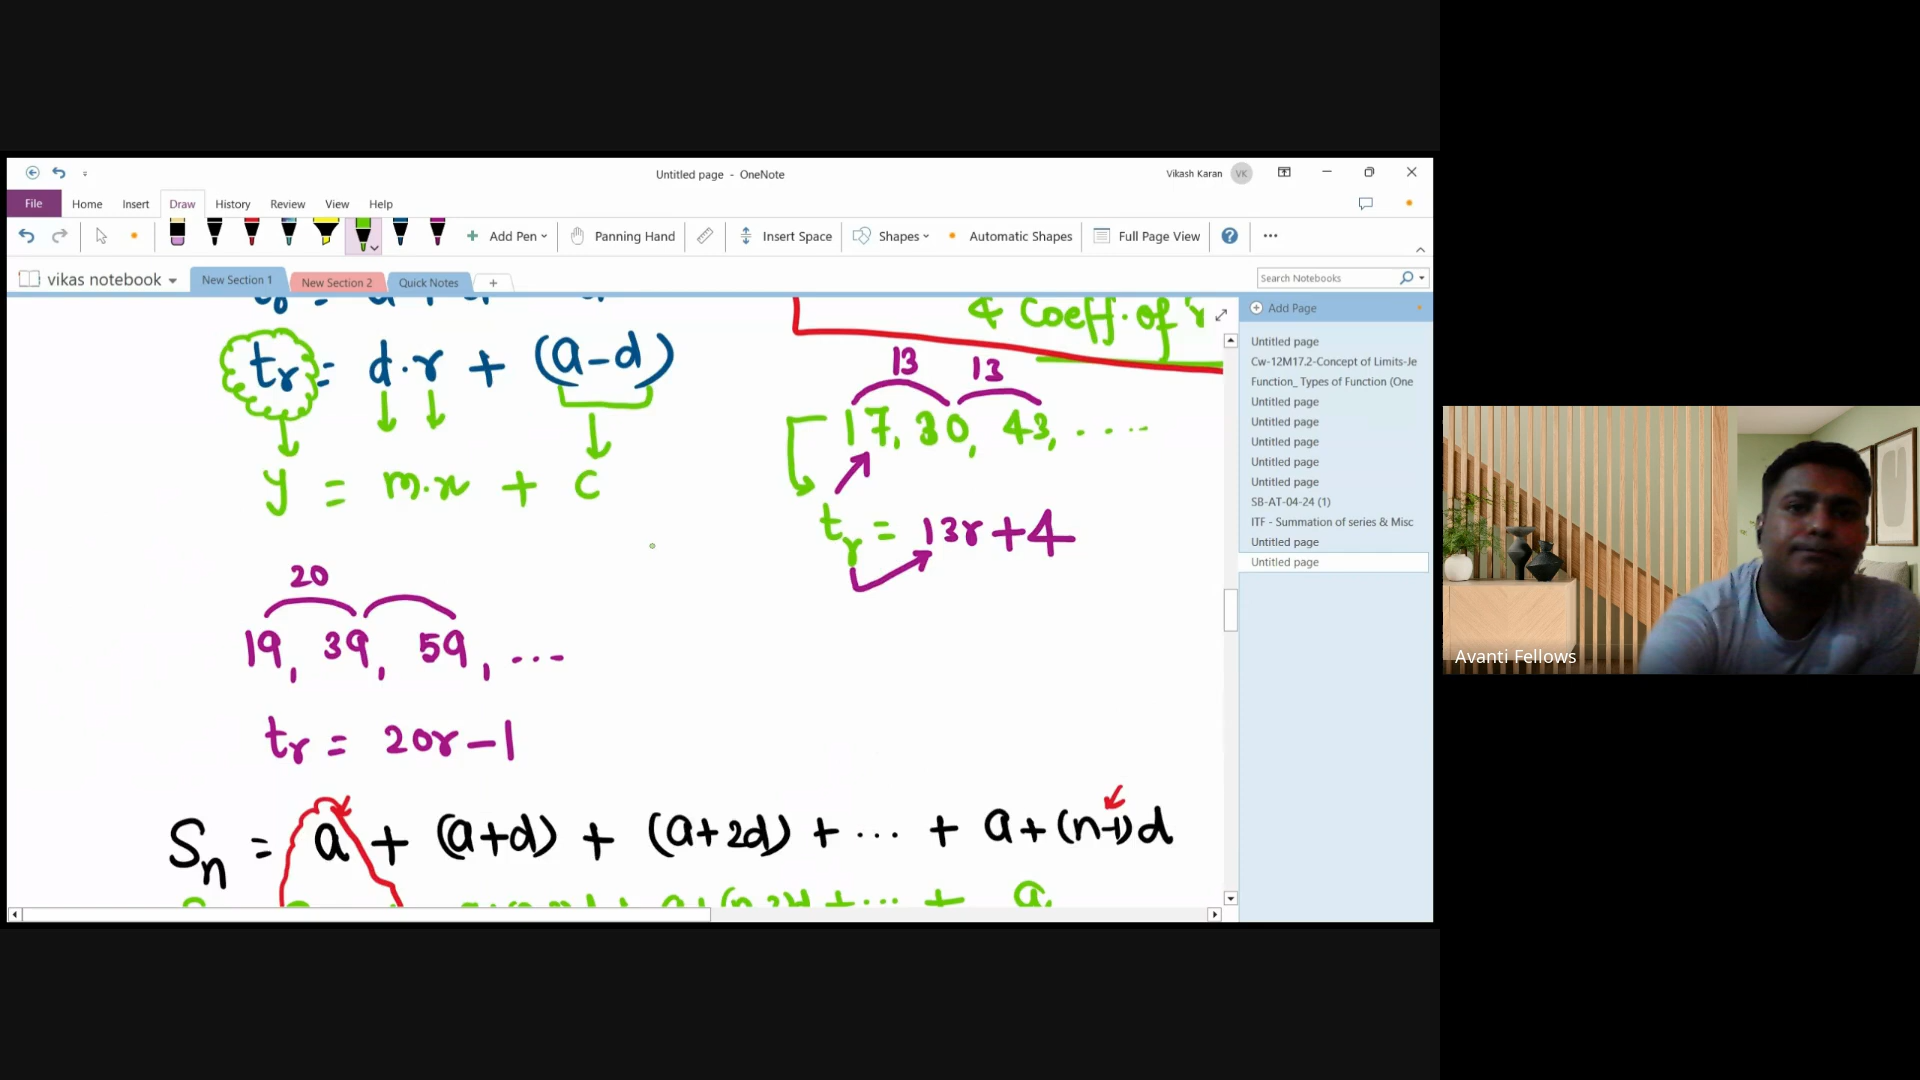 Untitled page - OneNote
Vikash Karan VK
File Home Insert Draw History Review View Help
+ Add Pen Panning Hand Insert Space Shapes Automatic Shapes Full Page View ? ...
vikas notebook New Section 1 New Section 2 Quick Notes +
Search Notebooks
Add Page
Untitled page
Cw-12M17.2-Concept of Limits-Je
Function_ Types of Function (One
Untitled page
Untitled page
Untitled page
Untitled page
Untitled page
SB-AT-04-24 (1)
ITF - Summation of series & Misc
Untitled page
Untitled page
& Coeff. of 'r
tr = d.r + (a-d)
y = m.x + c
13 13
17, 30, 43, ....
tr = 13r+4
20
19, 39, 59, ...
tr = 20r-1
Sn = a + (a+d) + (a+2d) + ... + a+(n-1)d
Avanti Fellows